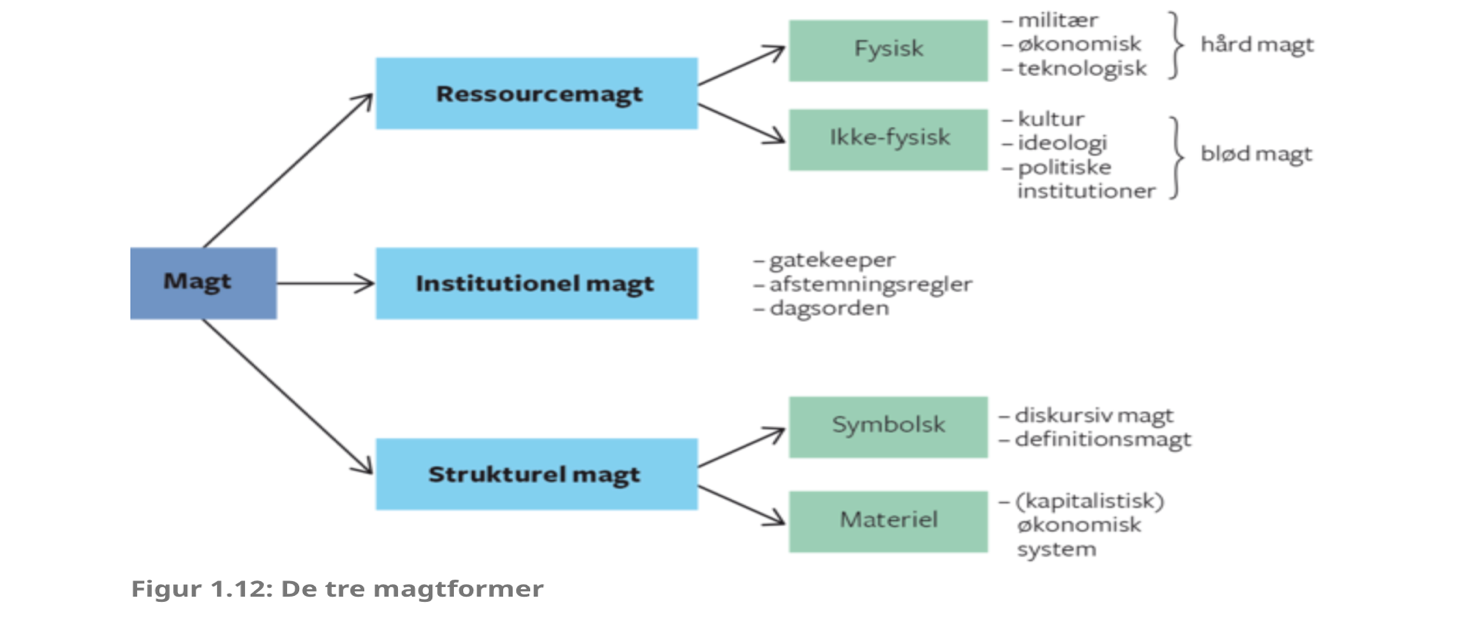 Magt
Ressourcemagt
Fysisk
– militær
– økonomisk
– teknologisk
hård magt
Ikke-fysisk
– kultur
– ideologi
– politiske
institutioner
blød magt
Institutionel magt
– gatekeeper
– afstemningsregler
– dagsorden
Strukturel magt
Symbolsk
– diskursiv magt
– definitionsmagt
Materiel
– (kapitalistisk)
økonomisk
system
Figur 1.12: De tre magtformer